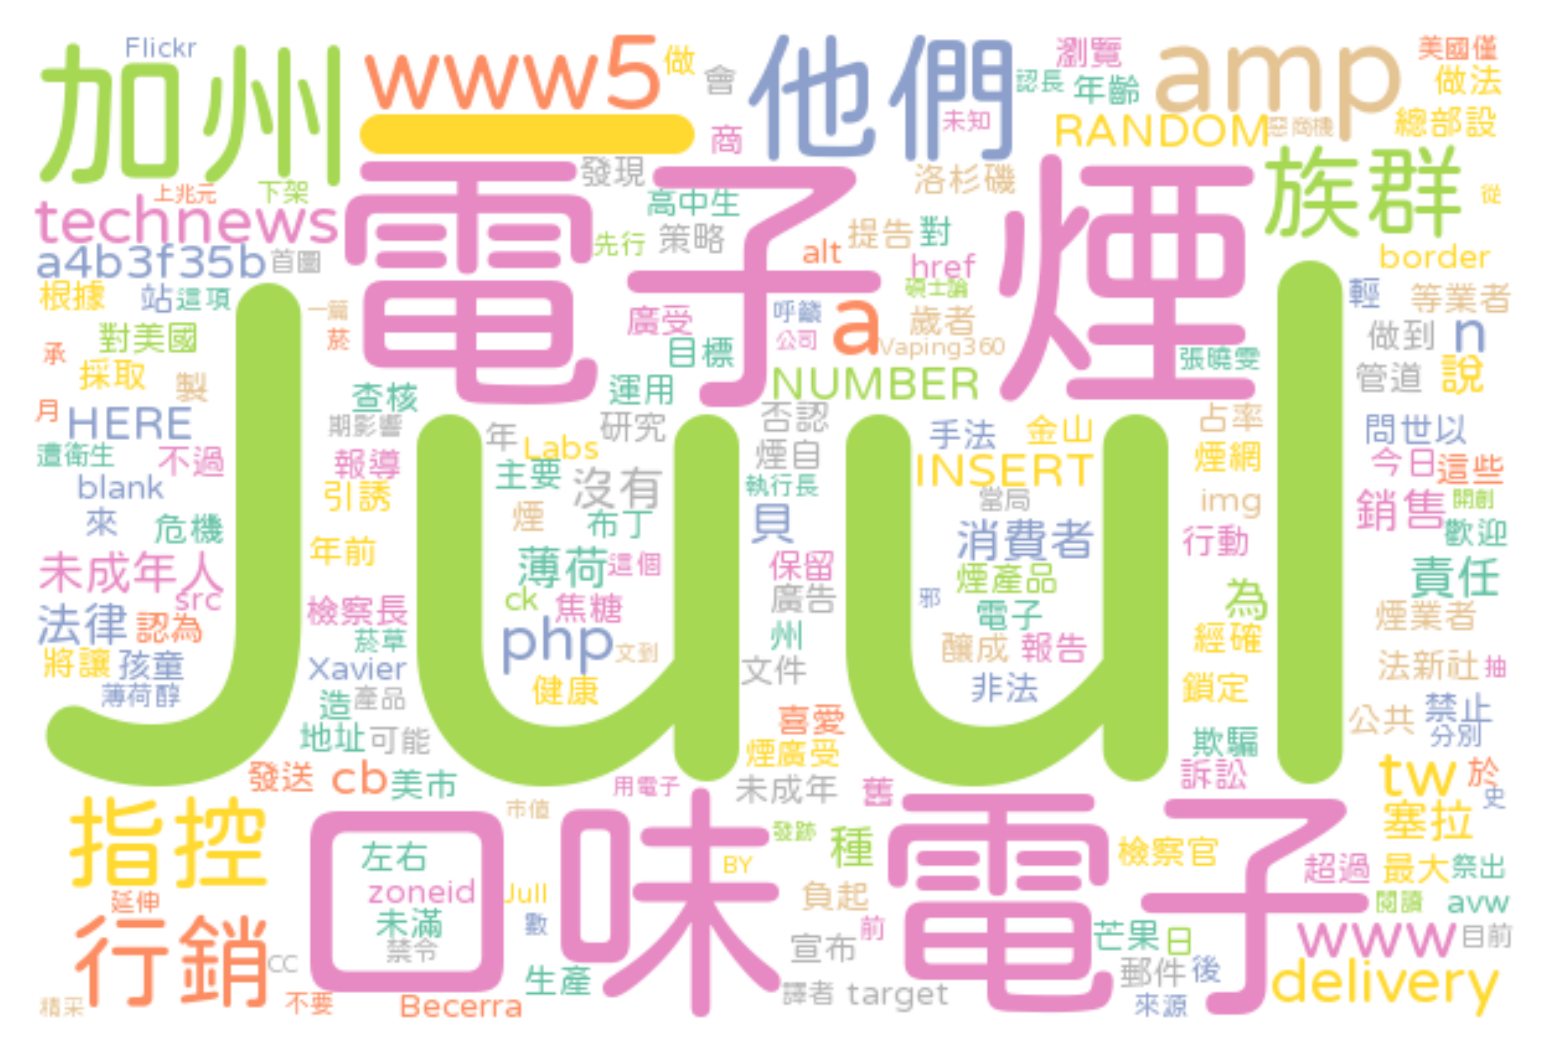 Flickr
加州
www5
做
會
他們
瀏覽
認長
年齡
amp
美國僅
做法
總部設
一
商
未知
RANDOM
惡商機
上兆元
下架
technews
電子煙
發現
高中生
洛杉磯
族群
從
a4b3f35b
首圖
先行
策略
alt
提告
對
href
border
根據
站
這項
一篇
碩士論
輕
等業者
對美國
菸
廣受
呼籲
a
歲者
做到
n
承
目標
公司
Vaping360
張曉雯
採取
製
查核
運用
NUMBER
管道
說
月
HERE
期影響
年
研究
否認
手法
金山
占率
問世以
遭衛生
不過
報導
Labs
主要
煙自
INSERT
煙網
今日
這些
blank
引誘
沒有
執行長
當局
img
銷售
開創
來
危機
煙
布丁
貝
消費者
行動
歡迎
未成年人
年前
薄荷
這個
保留
煙產品
責任
src
檢察長
ck
焦糖
廣告
邪
電子
為
煙業者
法律
認為
菸草
php
文到
州
釀成
報告
經確
將讓
孩童
Xavier
文件
法新社
抽
薄荷醇
造
產品
健康
非法
鎖定
公共
禁止
Juul
地址
可能
喜愛
煙廣受
欺騙
分別
發送
cb
美市
用電子
未成年
舊
訴訟
tw
於
史
指控
口味電子
市值
發跡
種
檢察官
塞拉
左右
BY
超過
最大
祭出
延伸
zoneid
Jull
負起
閱讀
avw
行銷
未滿
數
前
芒果
日
www
目前
CC
禁令
宣布
郵件
後
delivery
精采
不要
Becerra
生產
譯者
target
來源